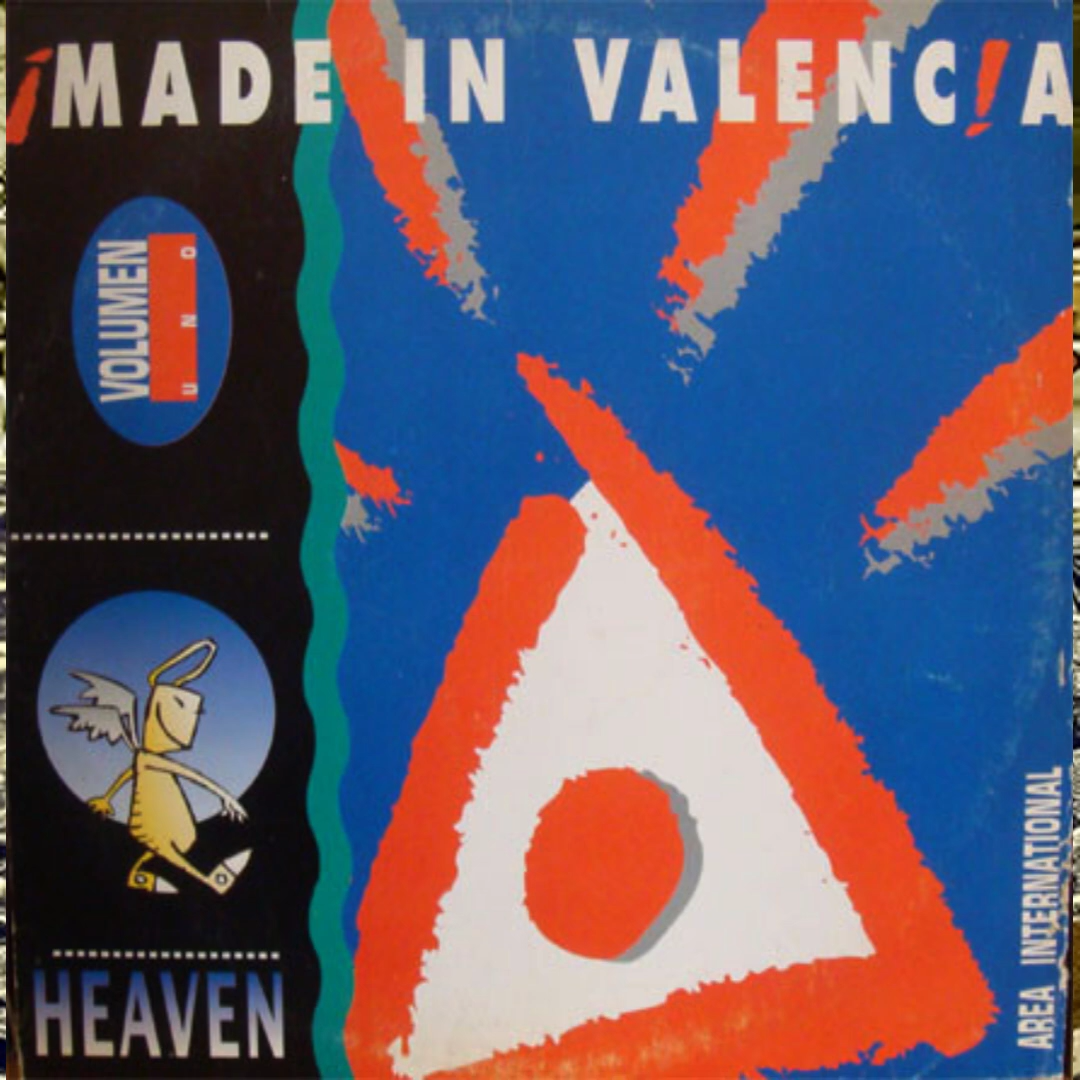 ¡MADE IN VALENC!A
VOLUMEN
UNO
HEAVEN
AREA INTERNATIONAL